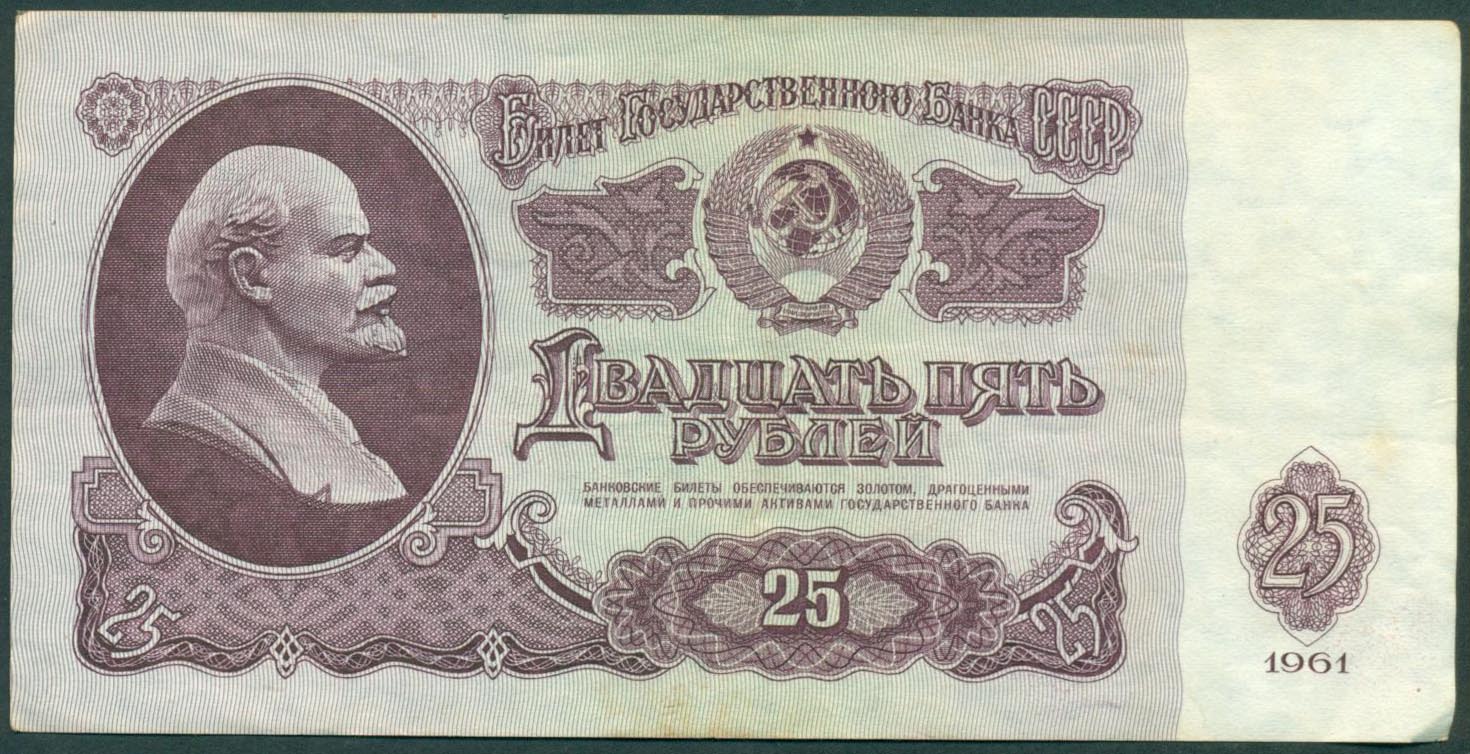 Билет Государственного Банка СССР
Двадцать пять
рублей
БАНКОВСКИЕ БИЛЕТЫ ОБЕСПЕЧИВАЮТСЯ ЗОЛОТОМ, ДРАГОЦЕННЫМИ
МЕТАЛЛАМИ И ПРОЧИМИ АКТИВАМИ ГОСУДАРСТВЕННОГО БАНКА
25
25
25
25
1961